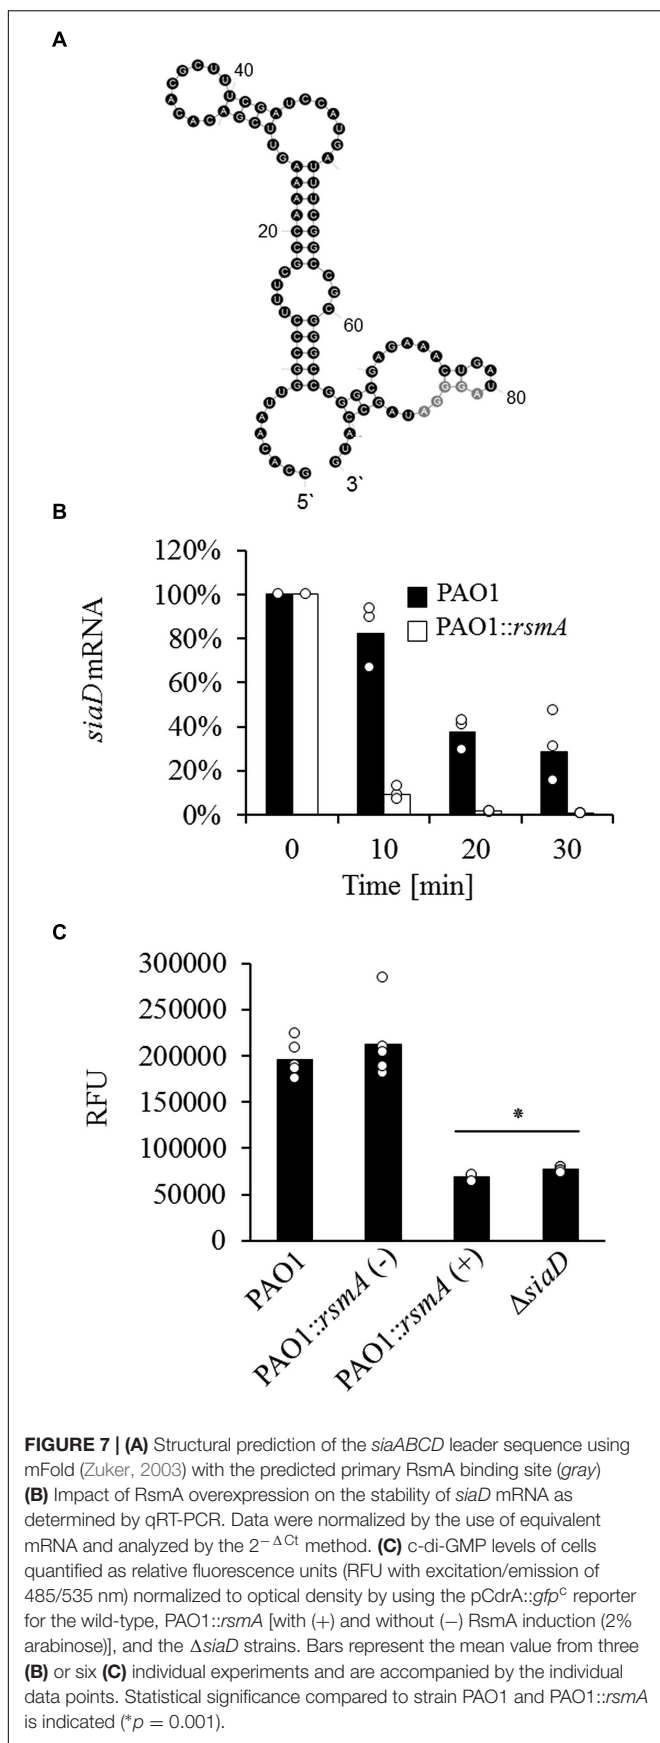 A
40
20
60
80
5`
3`
B
120%
100%
80%
60%
40%
20%
0%
siaD mRNA
PAO1
PAO1::rsmA
0 10 20 30
Time [min]
C
300000
250000
200000
150000
100000
50000
0
RFU
*
PAO1
PAO1::rsmA (-)
PAO1::rsmA (+)
ΔsiaD
FIGURE 7 | (A) Structural prediction of the siaABCD leader sequence using
mFold (Zuker, 2003) with the predicted primary RsmA binding site (gray)
(B) Impact of RsmA overexpression on the stability of siaD mRNA as
determined by qRT-PCR. Data were normalized by the use of equivalent
mRNA and analyzed by the 2−ΔCt method. (C) c-di-GMP levels of cells
quantified as relative fluorescence units (RFU with excitation/emission of
485/535 nm) normalized to optical density by using the pCdrA::gfpC reporter
for the wild-type, PAO1::rsmA [with (+) and without (−) RsmA induction (2%
arabinose)], and the ΔsiaD strains. Bars represent the mean value from three
(B) or six (C) individual experiments and are accompanied by the individual
data points. Statistical significance compared to strain PAO1 and PAO1::rsmA
is indicated (*p = 0.001).